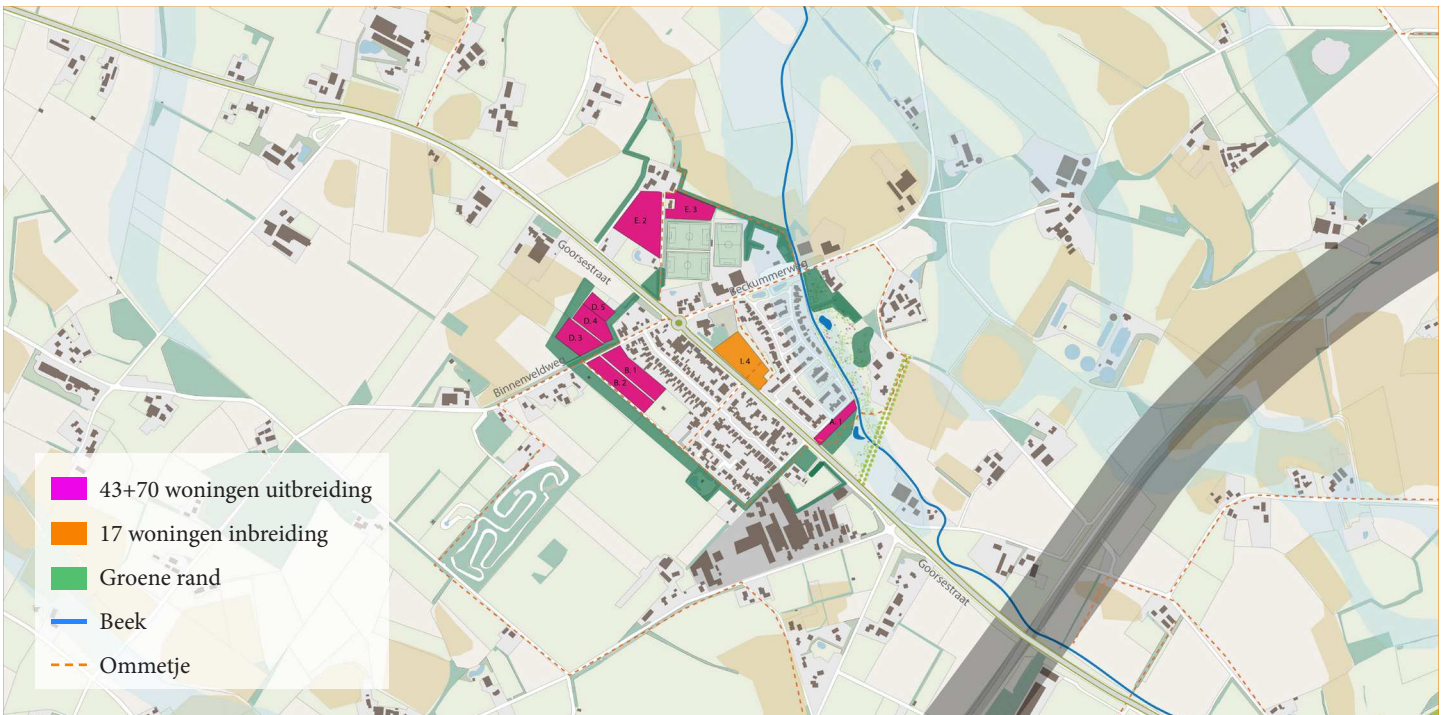 E. 2
E. 3
Goorsestraat
Beckummerweg
D. 5
D. 4
D. 3
I. 4
B. 1
B. 2
Binnenveldweg
A. 1
Goorsestraat
43+70 woningen uitbreiding
17 woningen inbreiding
Groene rand
Beek
Ommetje